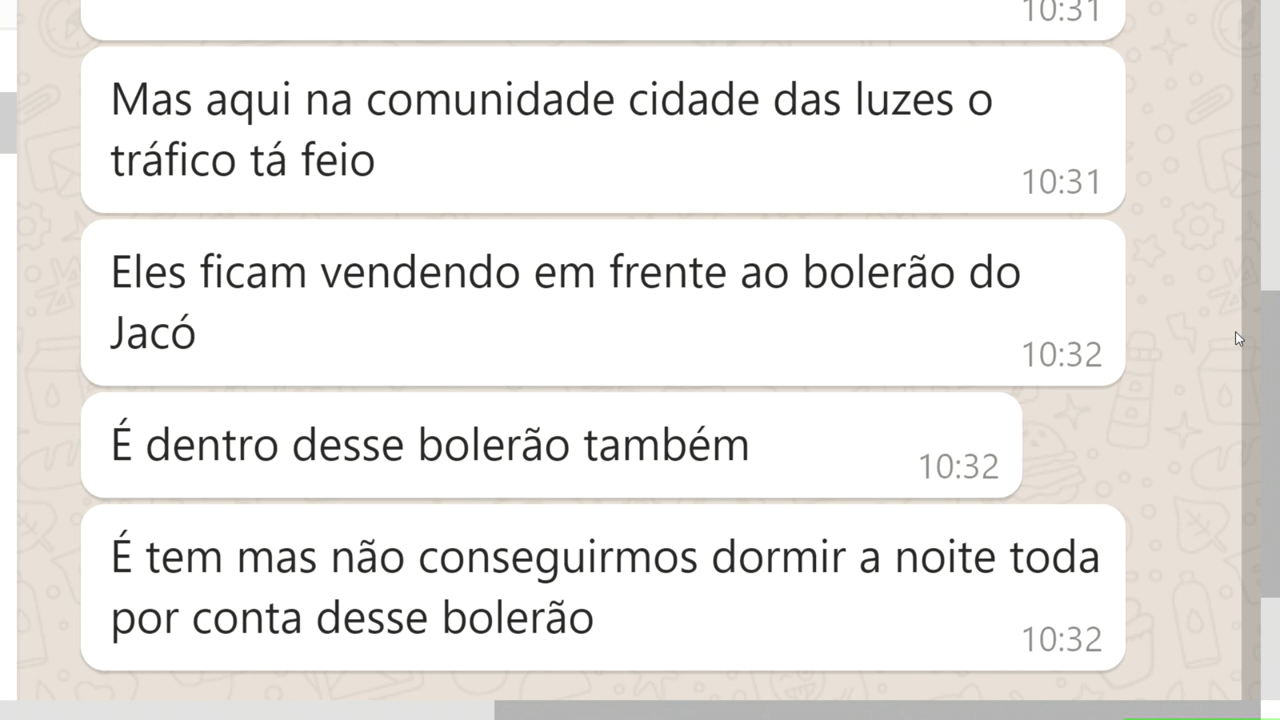 10:31
Mas aqui na comunidade cidade das luzes o
tráfico tá feio
10:31
Eles ficam vendendo em frente ao bolerão do
Jacó
10:32
É dentro desse bolerão também
10:32
É tem mas não conseguirmos dormir a noite toda
por conta desse bolerão
10:32